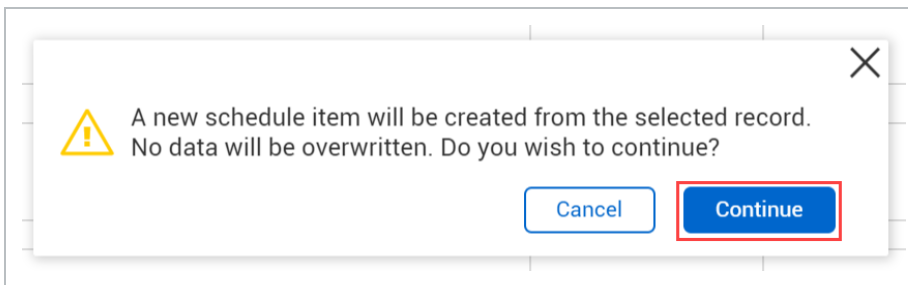 A new schedule item will be created from the selected record.
No data will be overwritten. Do you wish to continue?
Cancel
Continue